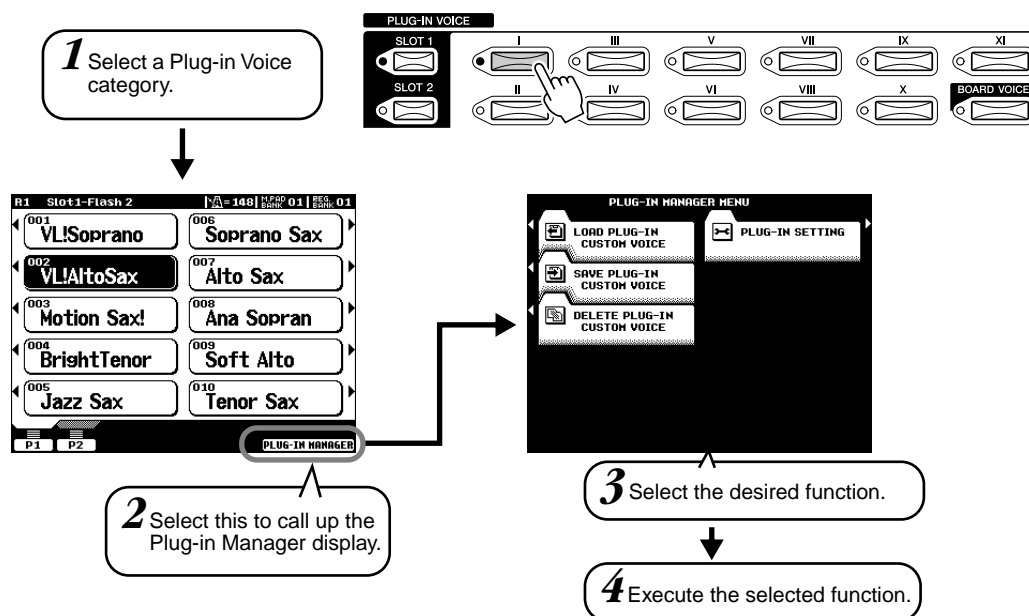 PLUG-IN VOICE
SLOT 1
I
III
V
VII
IX
XI
SLOT 2
II
IV
VI
VIII
X
BOARD VOICE
1 Select a Plug-in Voice
category.
R1 Slot1-Flash 2 =148 M.PAD BANK 01 REG. BANK 01
001
VL!Soprano
006
Soprano Sax
002
VL!AltoSax
007
Alto Sax
003
Motion Sax!
008
Ana Sopran
004
BrightTenor
009
Soft Alto
005
Jazz Sax
010
Tenor Sax
P1 P2 PLUG-IN MANAGER
2 Select this to call up the
Plug-in Manager display.
PLUG-IN MANAGER MENU
LOAD PLUG-IN
CUSTOM VOICE
PLUG-IN SETTING
SAVE PLUG-IN
CUSTOM VOICE
DELETE PLUG-IN
CUSTOM VOICE
3 Select the desired function.
4 Execute the selected function.